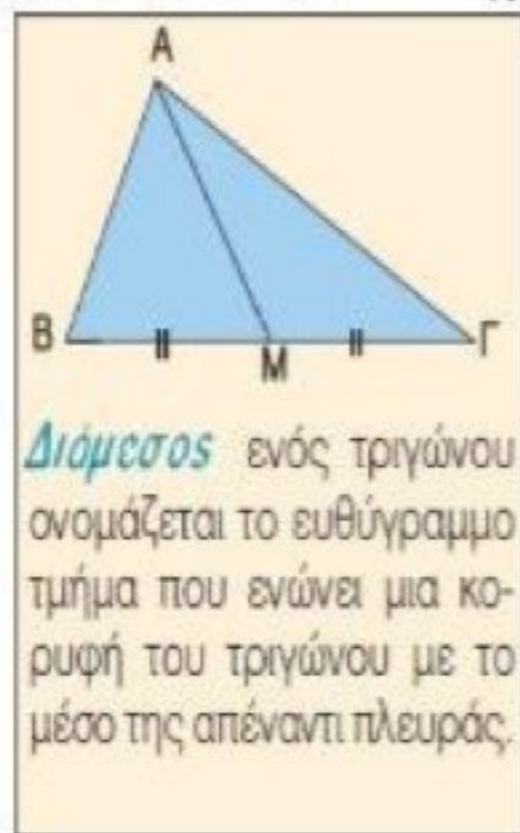 Α
Β
Μ
Γ
Διάμεσος ενός τριγώνου
ονομάζεται το ευθύγραμμο
τμήμα που ενώνει μια κο-
ρυφή του τριγώνου με το
μέσο της απέναντι πλευράς.